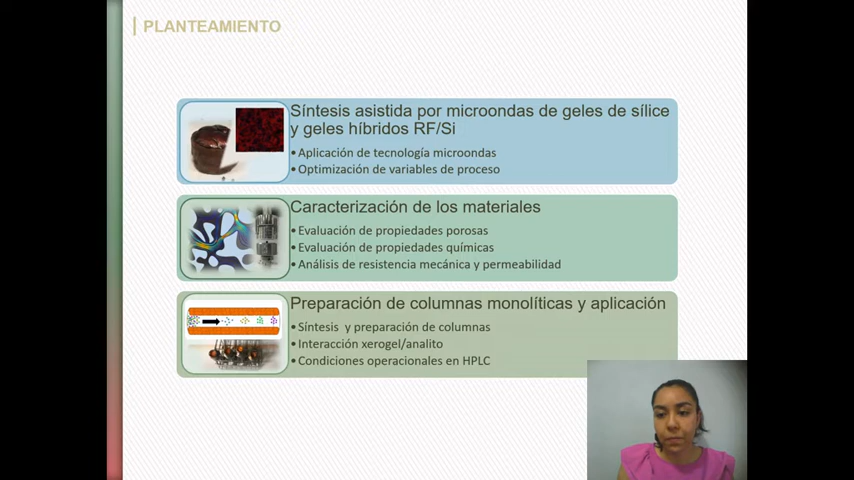 PLANTEAMIENTO
Síntesis asistida por microondas de geles de sílice
y geles híbridos RF/Si
•Aplicación de tecnología microondas
•Optimización de variables de proceso
Caracterización de los materiales
•Evaluación de propiedades porosas
•Evaluación de propiedades químicas
•Análisis de resistencia mecánica y permeabilidad
Preparación de columnas monolíticas y aplicación
•Síntesis y preparación de columnas
•Interacción xerogel/analito
•Condiciones operacionales en HPLC